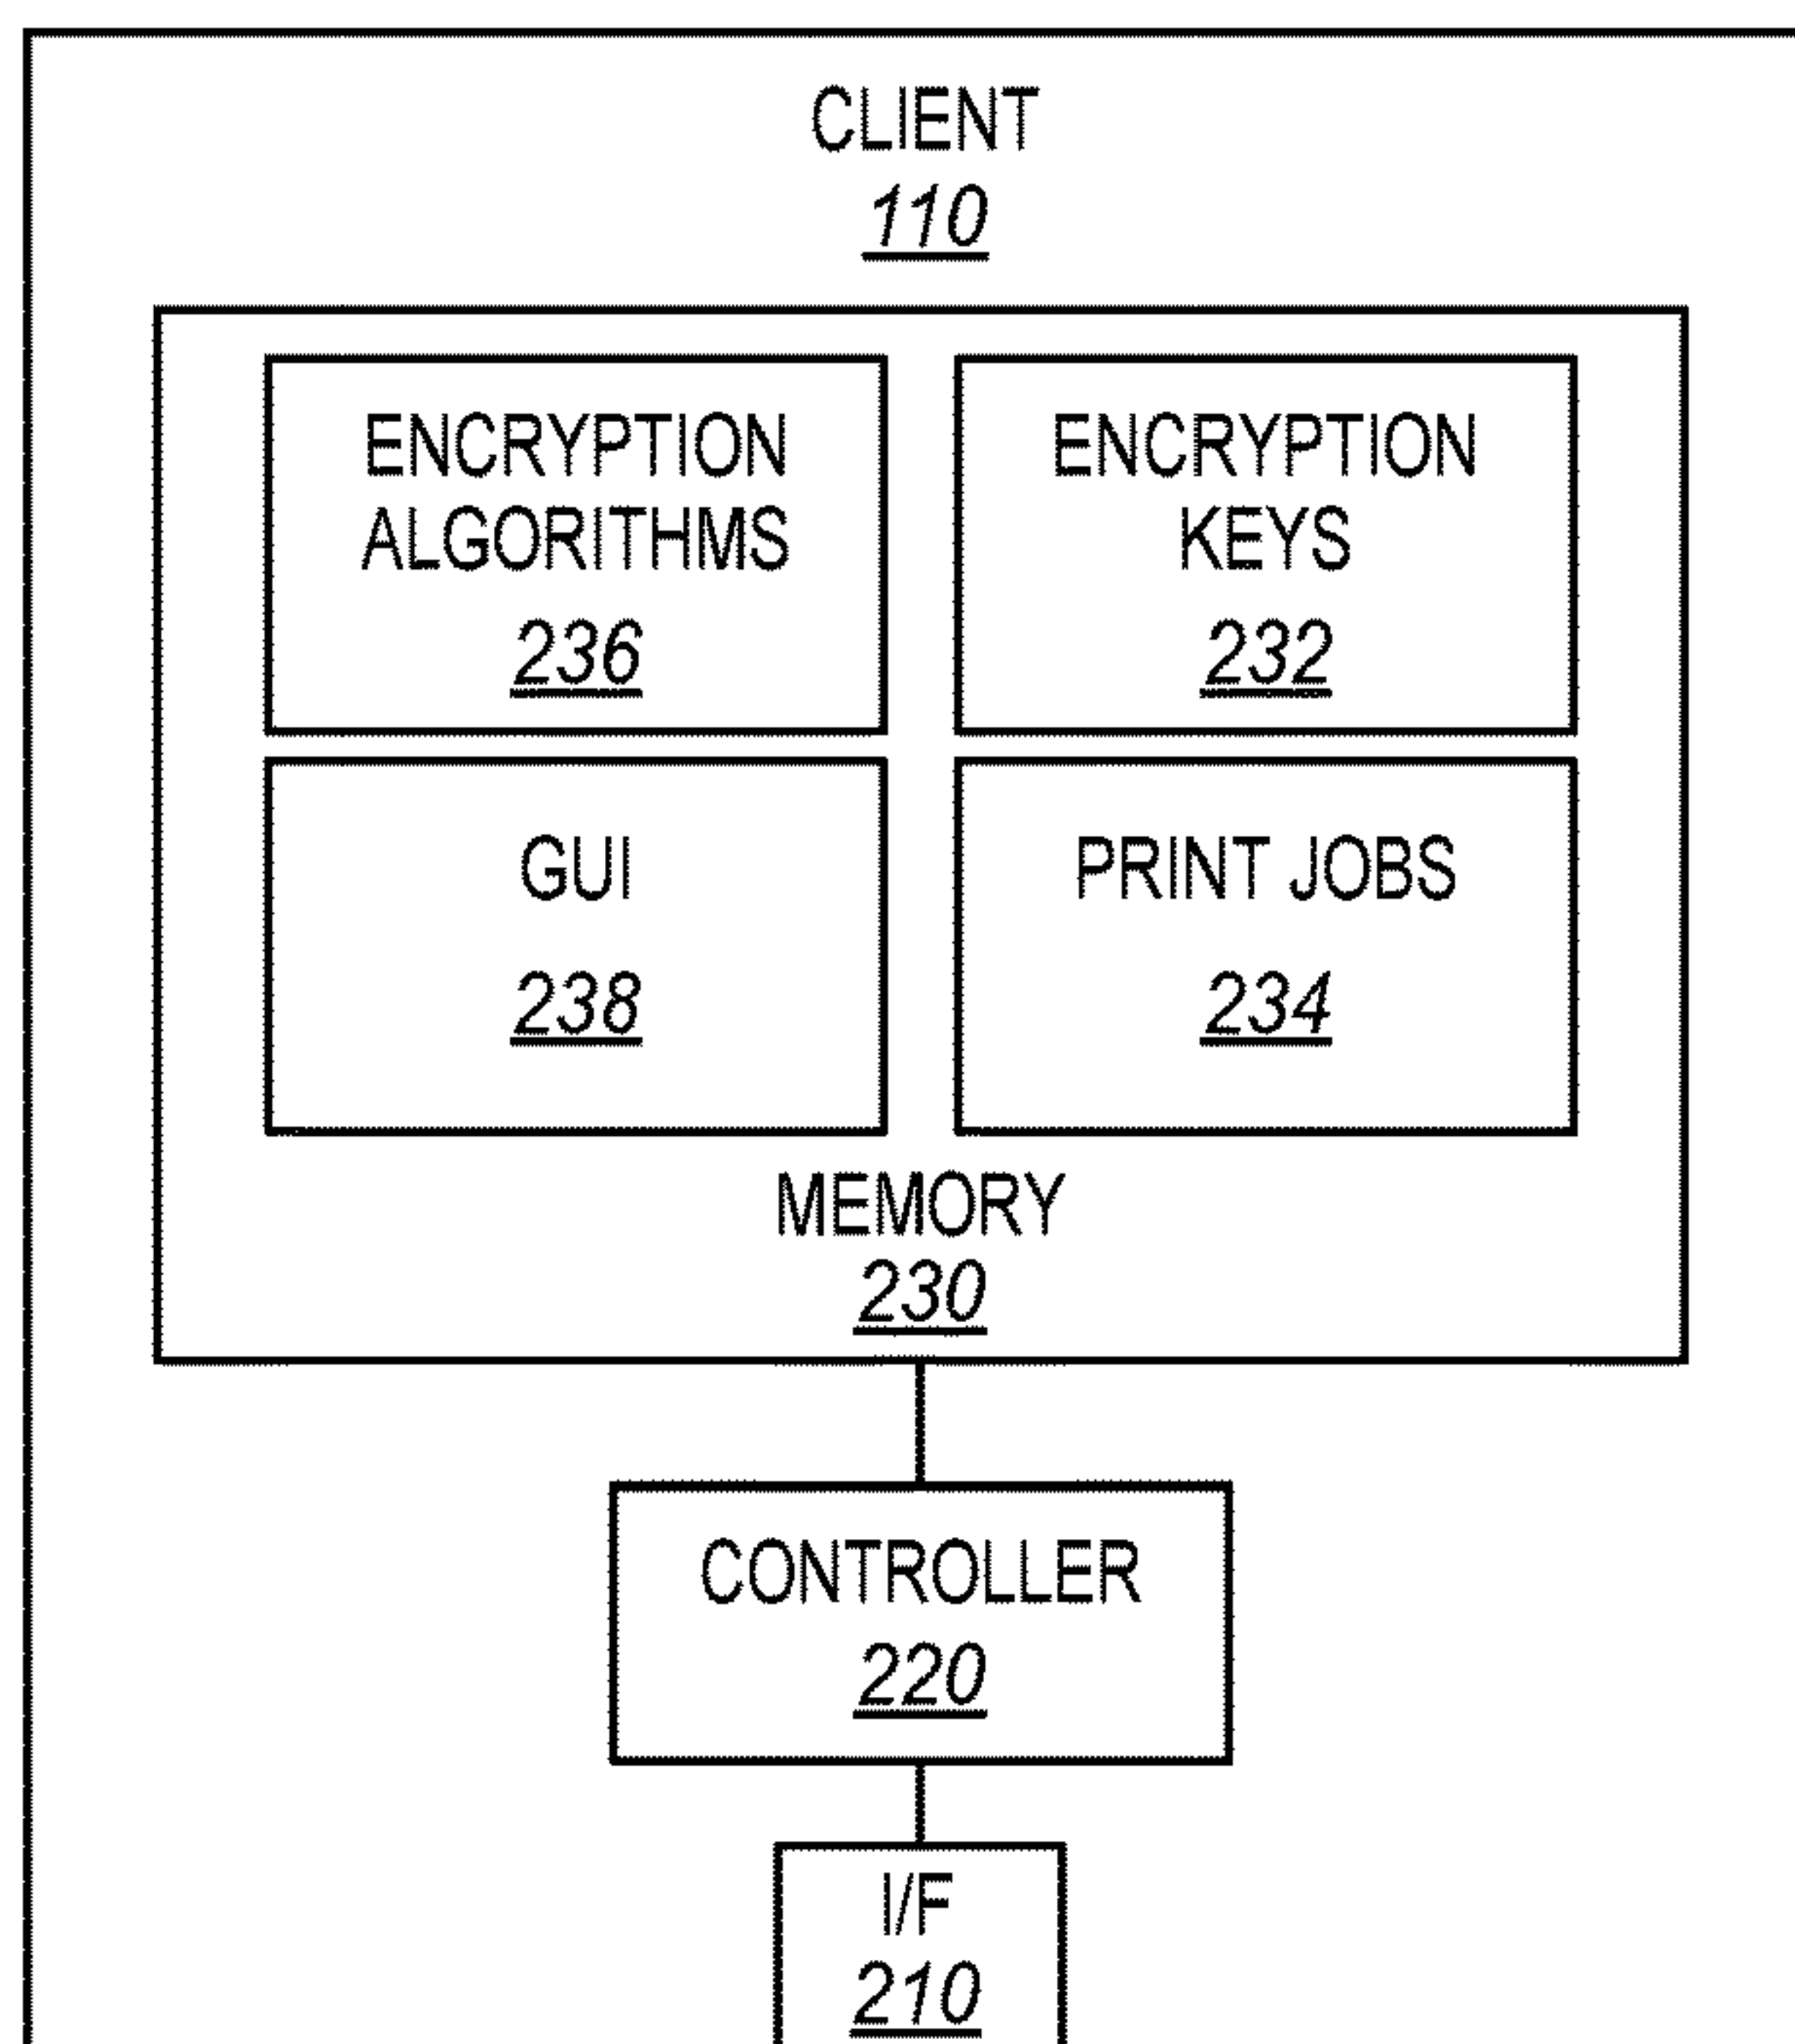 CLIENT
110
ENCRYPTION
ALGORITHMS
236
ENCRYPTION
KEYS
232
GUI
238
PRINT JOBS
234
MEMORY
230
CONTROLLER
220
I/F
210